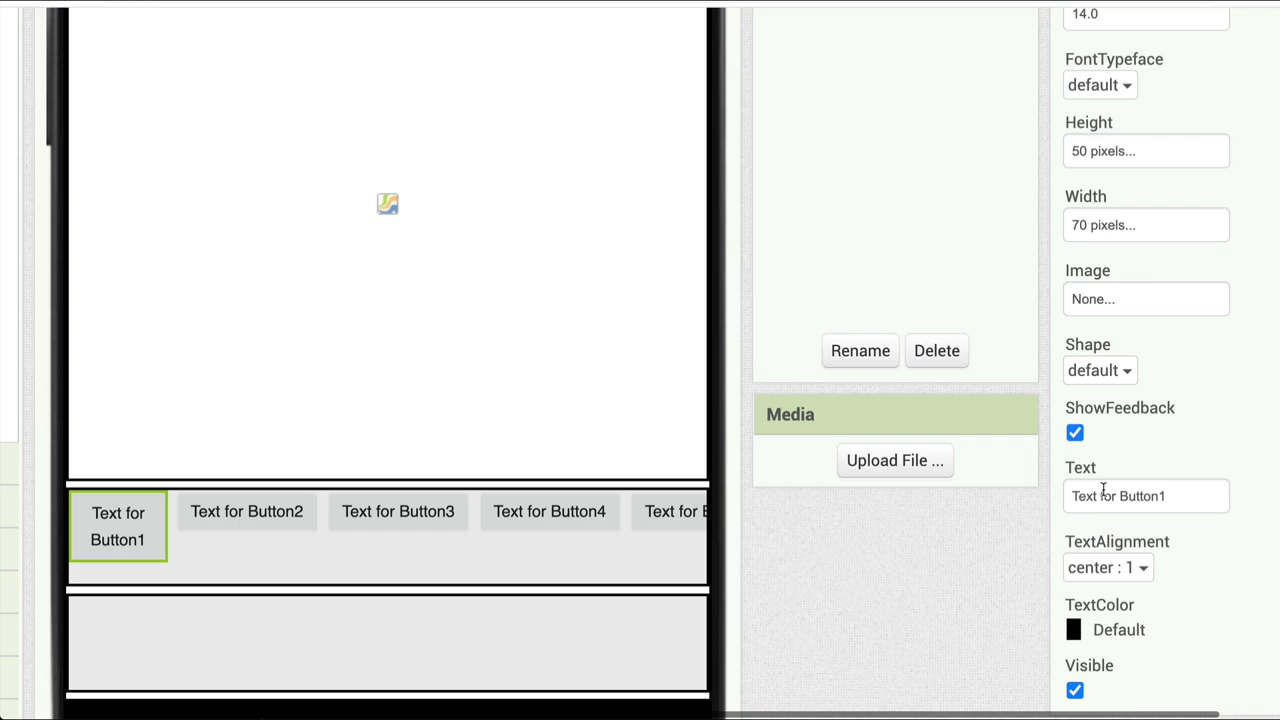 14.0
FontTypeface
default
Height
50 pixels...
Width
70 pixels...
Image
None...
Rename Delete
Shape
default
Media
ShowFeedback
Upload File ...
Text
Text for Button1
Text for
Button1
Text for Button2
Text for Button3
Text for Button4
Text for
TextAlignment
center : 1
TextColor
Default
Visible